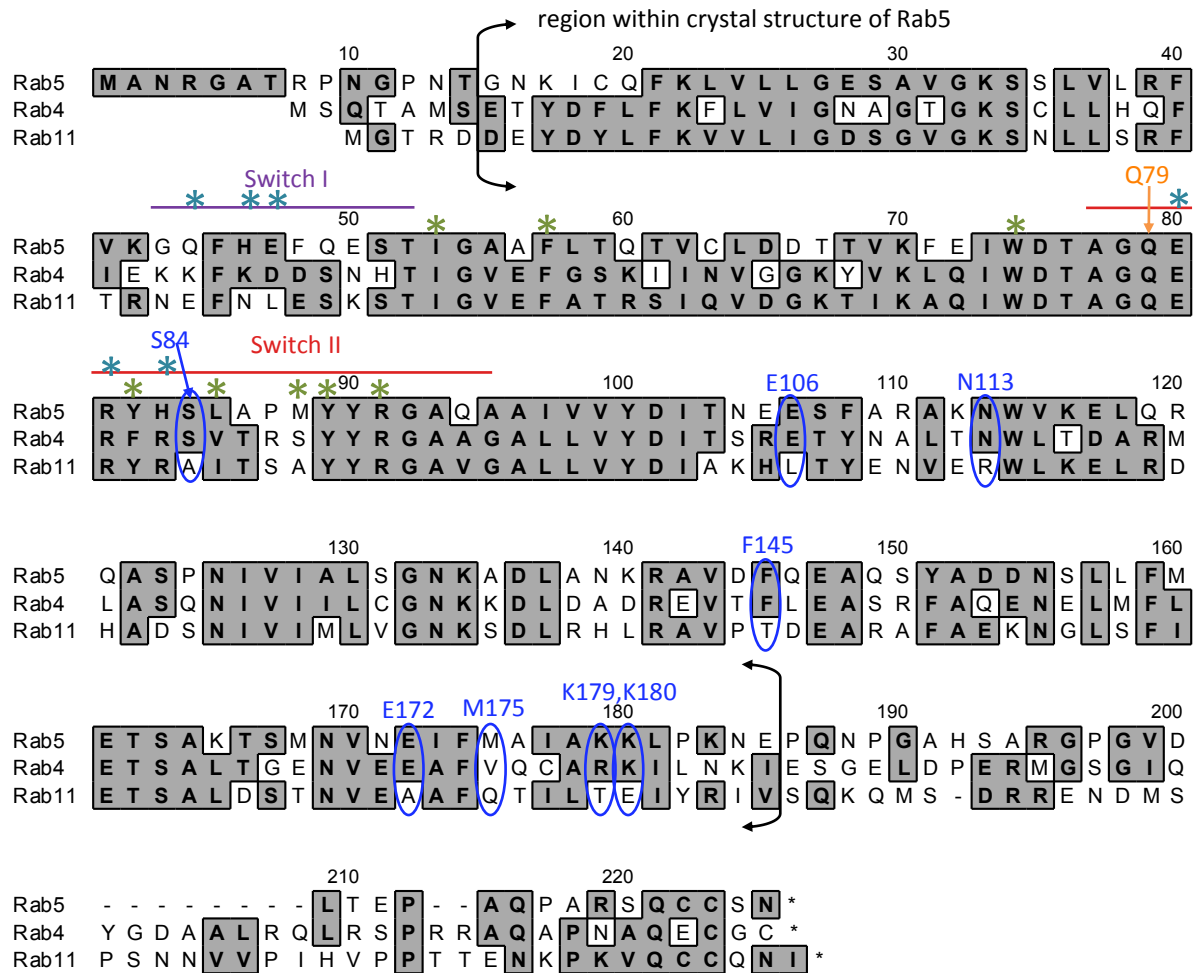 region within crystal structure of Rab5
10 20 30 40
Rab5 M A N R G A T R P N G P N T G N K I C Q F K L V L L G E S A V G K S S L V L R F
Rab4 M S Q T A M S E T Y D F L F K F L V I G N A G T G K S C L L H Q F
Rab11 M G T R D D E Y D Y L F K V V L I G D S G V G K S N L L S R F
Switch I Q79
* * * * * * *
50 60 70 80
Rab5 V K G Q F H E F Q E S T I G A A F L T Q T V C L D D T T V K F E I W D T A G Q E
Rab4 I E K K F K D D S N H T I G V E F G S K I I N V G G K Y V K L Q I W D T A G Q E
Rab11 T R N E F N L E S K S T I G V E F A T R S I Q V D G K T I K A Q I W D T A G Q E
S84 Switch II
* * * * * * *
90 100 E106 110 N113 120
Rab5 R Y H S L A P M Y Y R G A Q A A I V V Y D I T N E E S F A R A K N W V K E L Q R
Rab4 R F R S V T R S Y Y R G A A G A L L V Y D I T S R E T Y N A L T N W L T D A R M
Rab11 R Y R A I T S A Y Y R G A V G A L L V Y D I A K H L T Y E N V E R W L K E L R D
130 140 F145 150 160
Rab5 Q A S P N I V I A L S G N K A D L A N K R A V D F Q E A Q S Y A D D N S L L F M
Rab4 L A S Q N I V I I L C G N K K D L D A D R E V T F L E A S R F A Q E N E L M F L
Rab11 H A D S N I V I M L V G N K S D L R H L R A V P T D E A R A F A E K N G L S F I
170 E172 M175 K179,K180 180 190 200
Rab5 E T S A K T S M N V N E I F M A I A K K L P K N E P Q N P G A H S A R G P G V D
Rab4 E T S A L T G E N V E E A F V Q C A R K I L N K I E S G E L D P E R M G S G I Q
Rab11 E T S A L D S T N V E A A F Q T I L T E I Y R I V S Q K Q M S - D R R E N D M S
210 220
Rab5 - - - - - - - - L T E P - - A Q P A R S Q C C S N *
Rab4 Y G D A A L R Q L R S P R R A Q A P N A Q E C G C *
Rab11 P S N N V V P I H V P P T T E N K P K V Q C C Q N I *